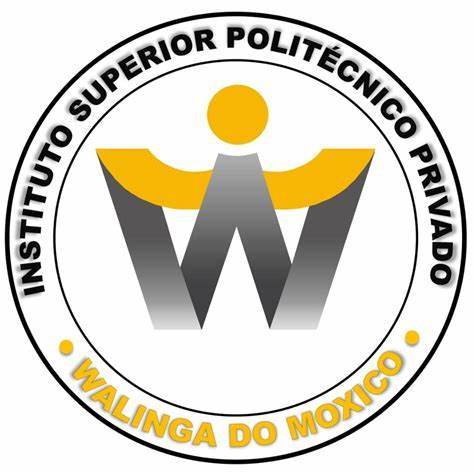 INSTITUTO SUPERIOR POLITÉCNICO PRIVADO
• WALINGA DO MOXICO •
W